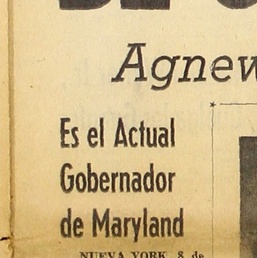 Agnew
Es el Actual
Gobernador
de Maryland
NUEVA YORK, 8 de